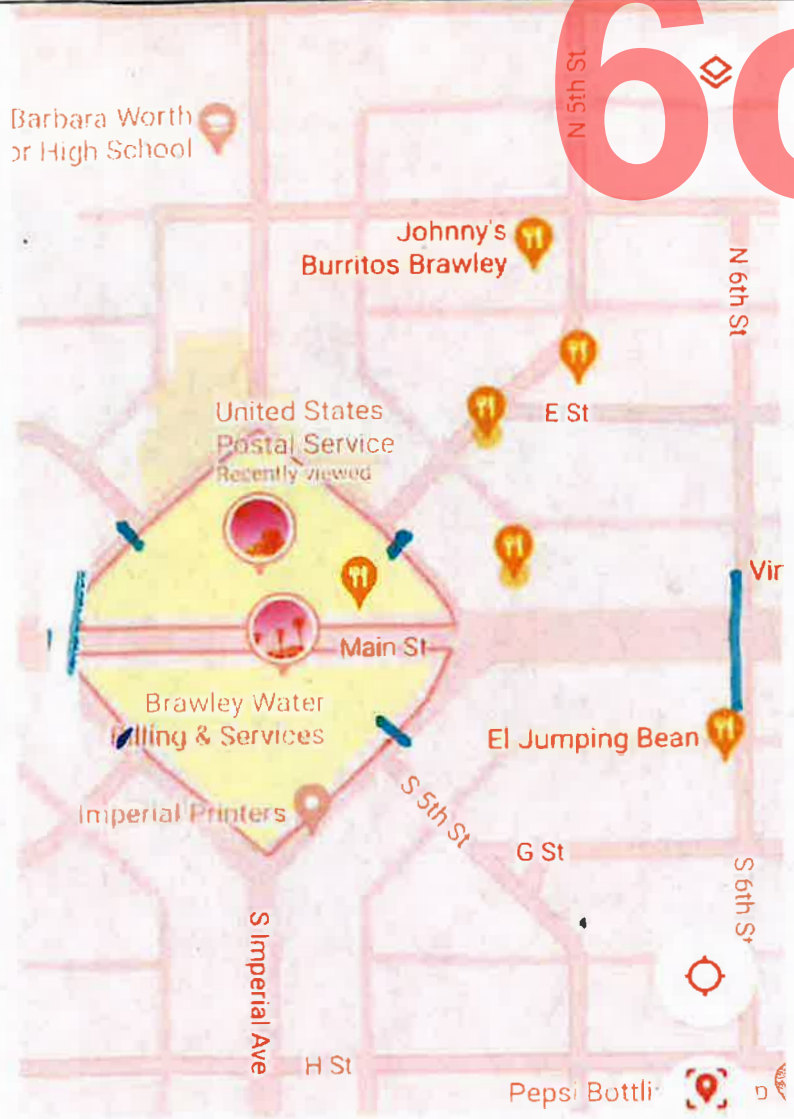 6c
N 5th St
Barbara Worth
or High School
Johnny's
Burritos Brawley
N 6th St
United States
Postal Service
Recently viewed
E St
Vir
Main St
Brawley Water
Billing & Services
El Jumping Bean
Imperial Printers
S 5th St
G St
S 6th St
S Imperial Ave
H St
Pepsi Bottli